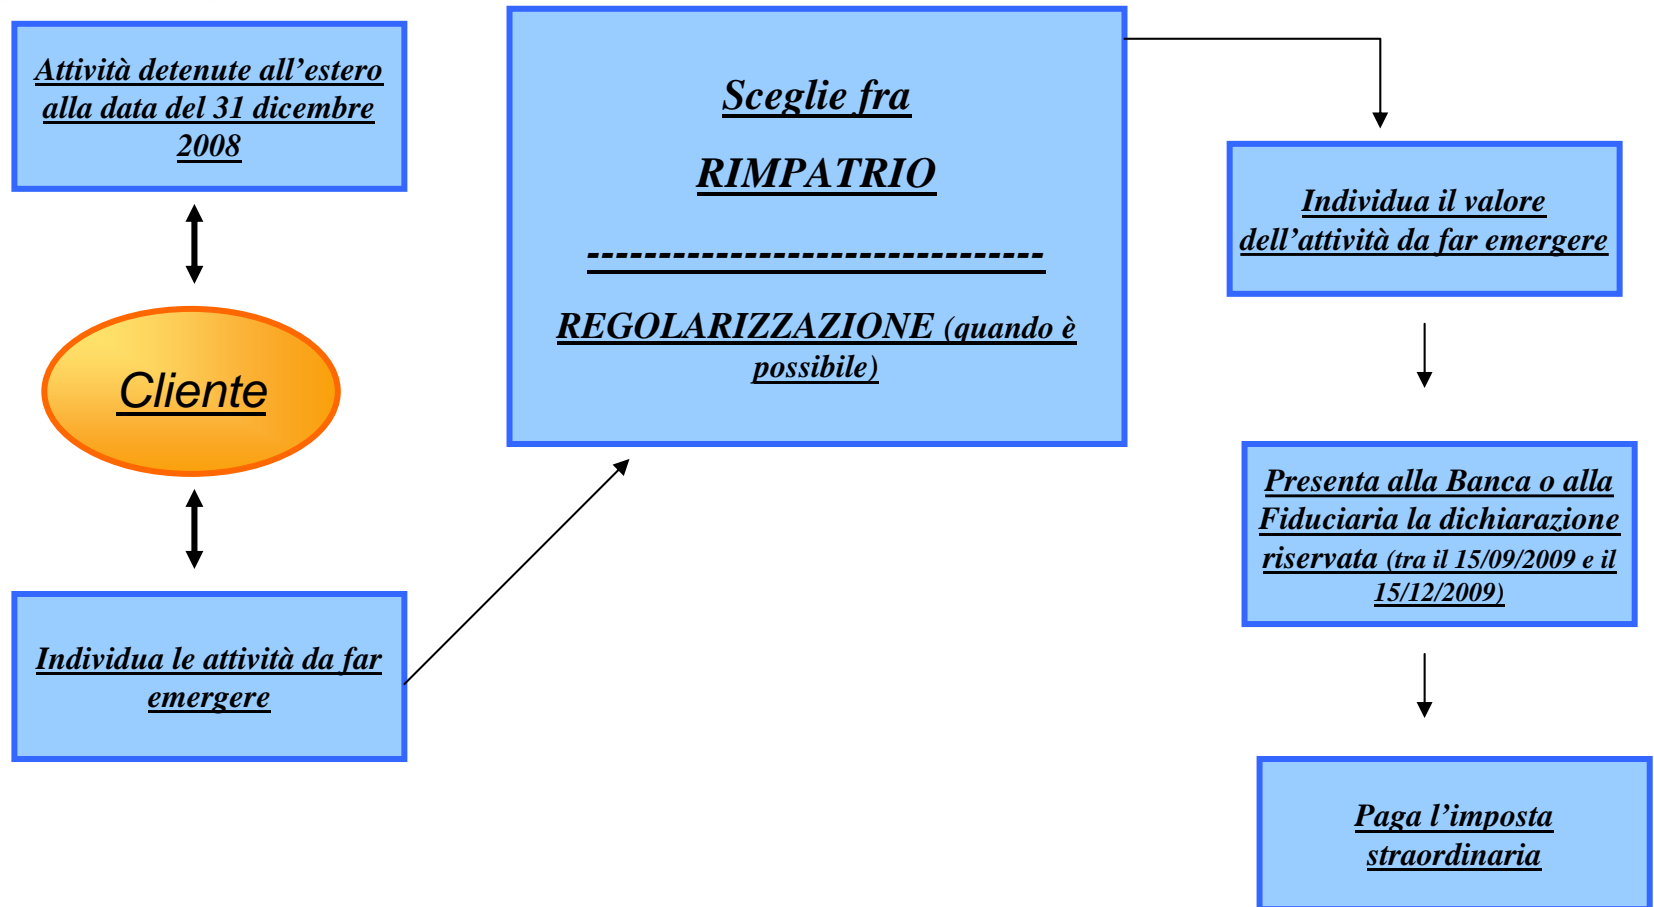 Attività detenute all’estero
alla data del 31 dicembre
2008
Cliente
Individua le attività da far
emergere
Sceglie fra
RIMPATRIO
--------------------------------
REGOLARIZZAZIONE (quando è
possibile)
Individua il valore
dell’attività da far emergere
Presenta alla Banca o alla
Fiduciaria la dichiarazione
riservata (tra il 15/09/2009 e il
15/12/2009)
Paga l’imposta
straordinaria